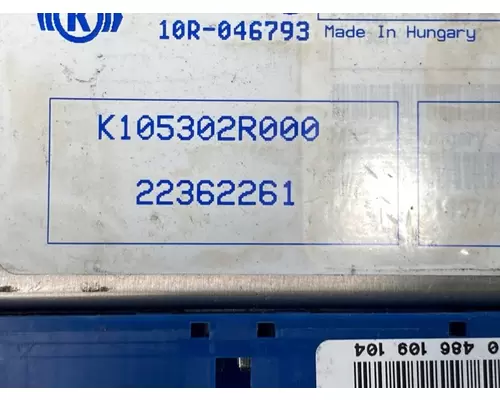 K
10R-046793
Made In Hungary
K105302R000
22362261
0 486 109 104